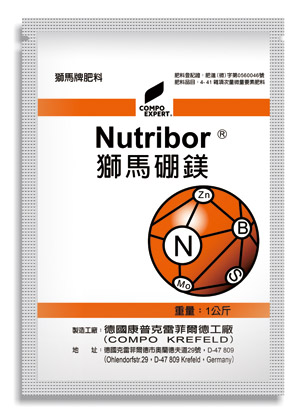 獅馬牌肥料
肥料登記證：肥進(複)字第0560046號
肥料品目：4-41 雜項次量微量要素肥料
COMPO
EXPERT®
Nutribor ®
獅馬硼鎂
Zn
N
B
S
Mo
重量：1公斤
製造工廠：德國康普克雷菲爾德工廠
(COMPO KREFELD)
地 址：德國克雷菲爾德市奧蘭德夫道29號，D-47 809
(Ohlendorfstr.29，D-47 809 Krefeld，Germany)